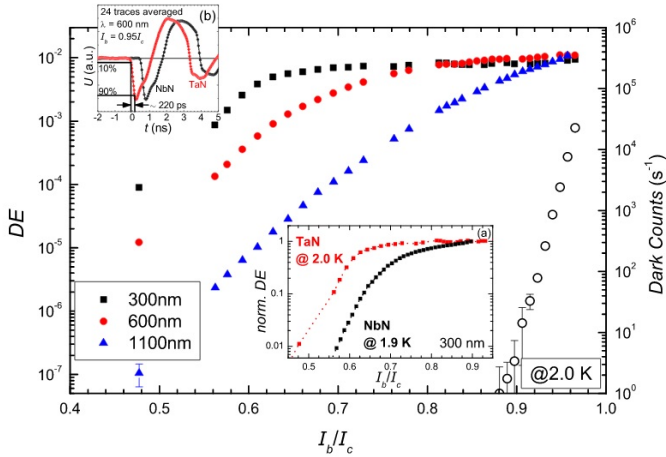 24 traces averaged
λ = 600 nm
I_b = 0.95I_c
(b)
U (a.u.)
10%
90%
NbN
TaN
~ 220 ps
-2 -1 0 1 2 3 4 5
t (ns)
10^-2
10^-3
10^-4
10^-5
10^-6
10^-7
DE
10^6
10^5
10^4
10^3
10^2
10^1
10^0
Dark Counts (s^-1)
300nm
600nm
1100nm
(a)
TaN
@ 2.0 K
NbN
@ 1.9 K
300 nm
norm. DE
1
0.1
0.01
0.5 0.6 0.7 0.8 0.9
I_b/I_c
@2.0 K
0.4 0.5 0.6 0.7 0.8 0.9 1.0
I_b/I_c